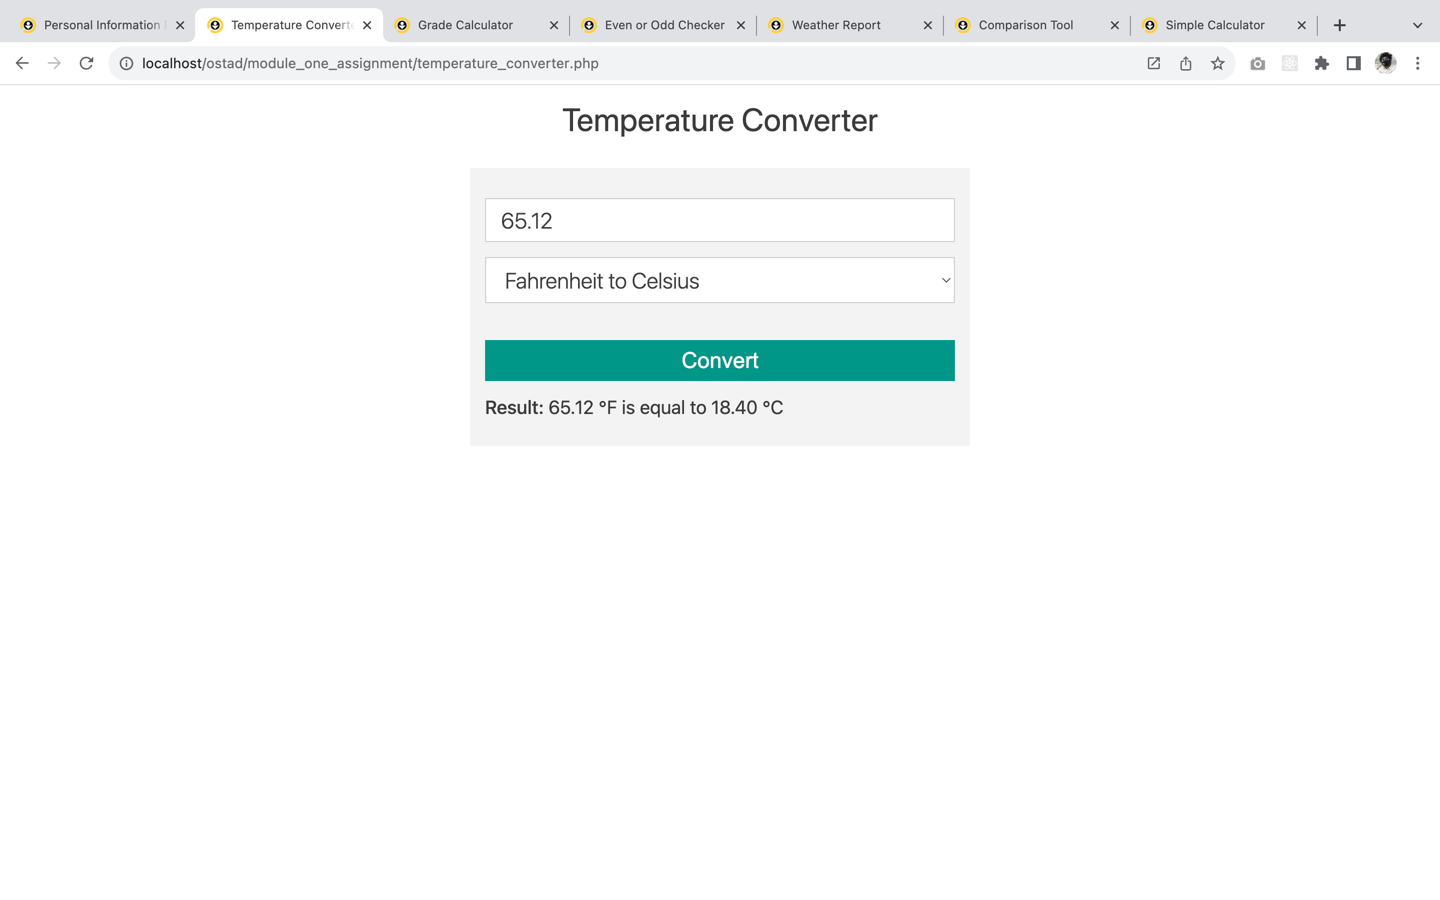 Personal Information
Temperature Converte
Grade Calculator
Even or Odd Checker
Weather Report
Comparison Tool
Simple Calculator
localhost/ostad/module_one_assignment/temperature_converter.php
Temperature Converter
65.12
Fahrenheit to Celsius
Convert
Result: 65.12 °F is equal to 18.40 °C